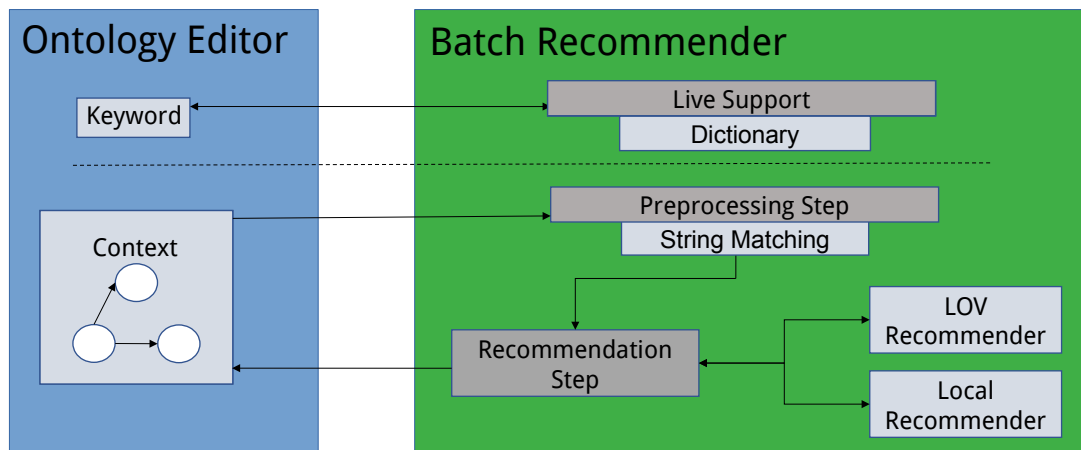 Ontology Editor
Batch Recommender
Keyword
Live Support
Dictionary
Preprocessing Step
String Matching
Context
LOV
Recommender
Recommendation
Step
Local
Recommender